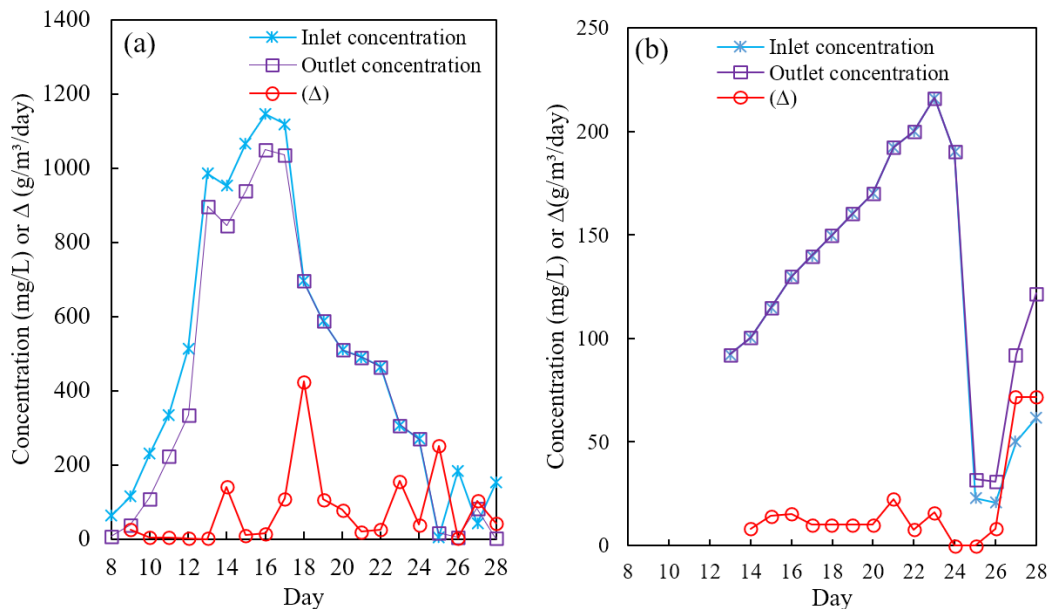 (a)
Inlet concentration
Outlet concentration
(Δ)
Concentration (mg/L) or Δ (g/m³/day)
1400
1200
1000
800
600
400
200
0
8 10 12 14 16 18 20 22 24 26 28
Day
(b)
Inlet concentration
Outlet concentration
(Δ)
Concentration (mg/L) or Δ(g/m³/day)
250
200
150
100
50
0
8 10 12 14 16 18 20 22 24 26 28
Day